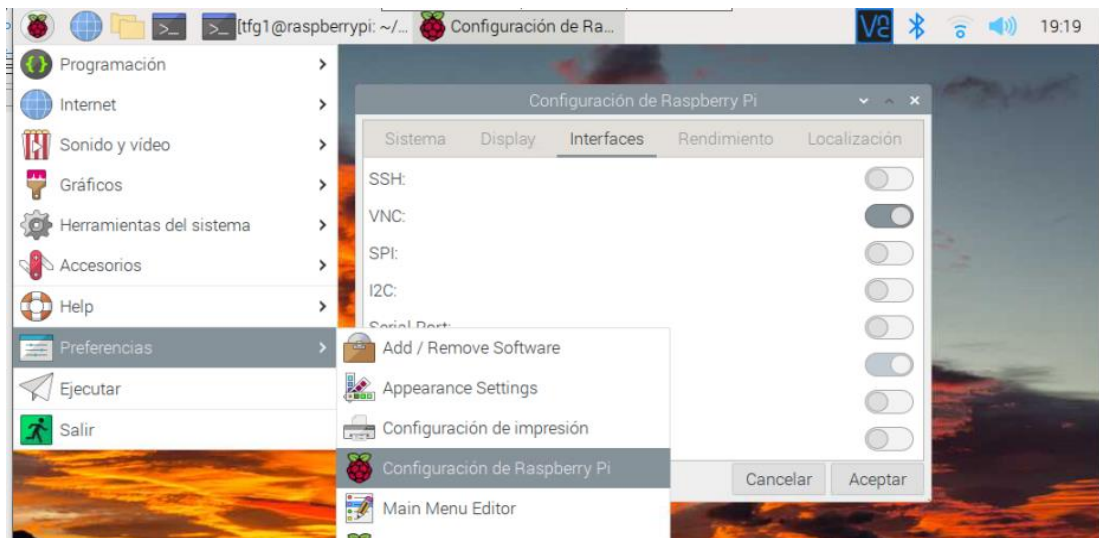 [tfg1@raspberrypi: ~/...
Configuración de Ra...
19:19
Programación
Internet
Sonido y vídeo
Gráficos
Herramientas del sistema
Accesorios
Help
Preferencias
Ejecutar
Salir
Configuración de Raspberry Pi
Sistema Display Interfaces Rendimiento Localización
SSH:
VNC:
SPI:
I2C:
Serial Port:
Add / Remove Software
Appearance Settings
Configuración de impresión
Configuración de Raspberry Pi
Main Menu Editor
Cancelar Aceptar